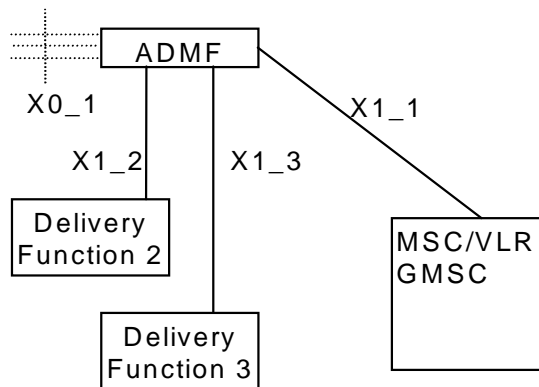 ADMF
X0_1
X1_1
X1_2
X1_3
Delivery
Function 2
MSC/VLR
GMSC
Delivery
Function 3